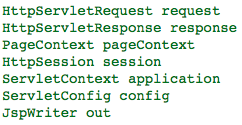 HttpServletRequest request
HttpServletResponse response
PageContext pageContext
HttpSession session
ServletContext application
ServletConfig config
JspWriter out